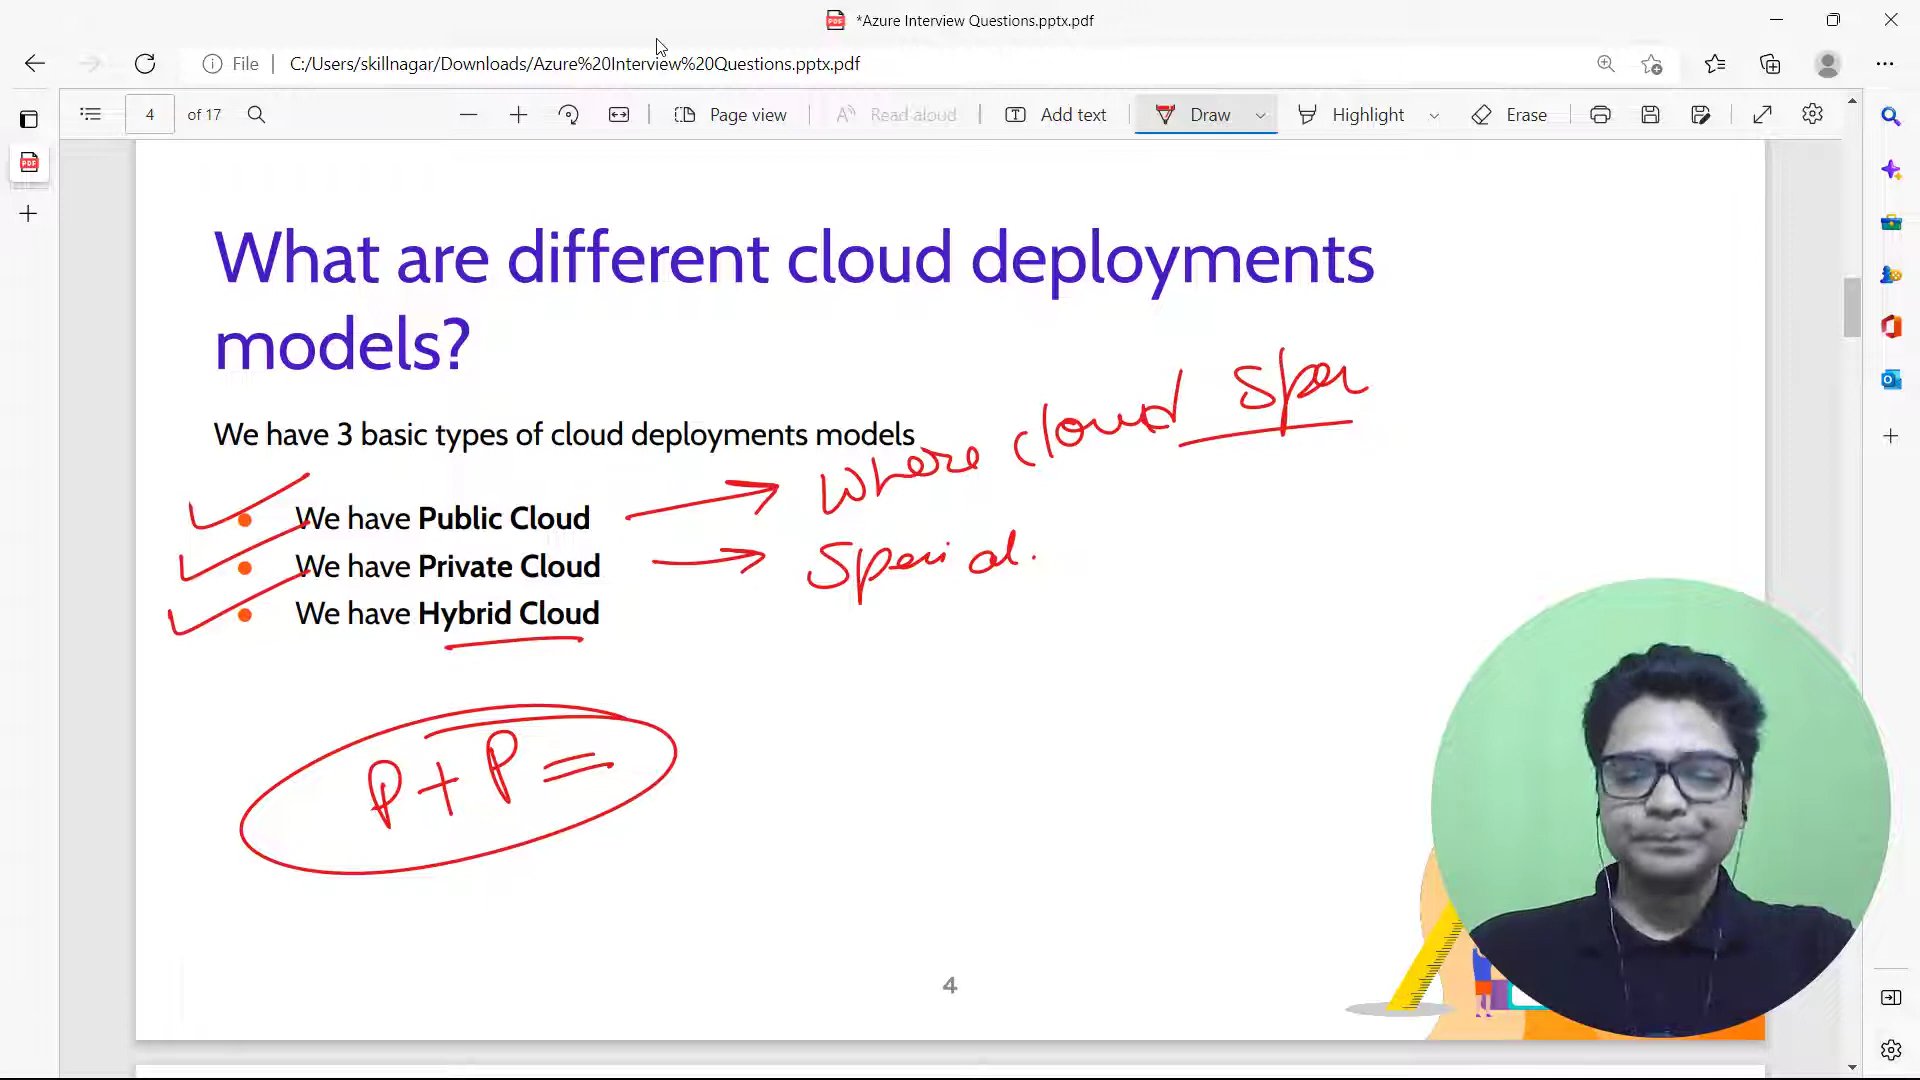 *Azure Interview Questions.pptx.pdf
File C:/Users/skillnagar/Downloads/Azure%20Interview%20Questions.pptx.pdf
4 of 17 Page view Read aloud Add text Draw Highlight Erase
What are different cloud deployments
models?
We have 3 basic types of cloud deployments models
Where cloud
We have Public Cloud
We have Private Cloud
We have Hybrid Cloud
P + P =
4